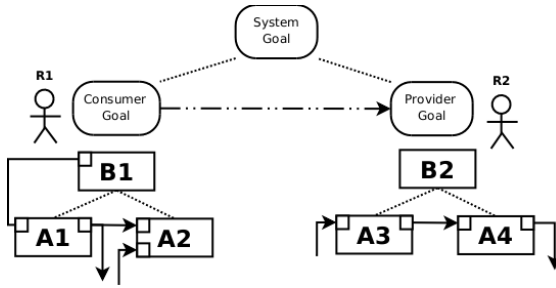 System
Goal
R1
R2
Consumer
Goal
Provider
Goal
B1
B2
A1
A2
A3
A4